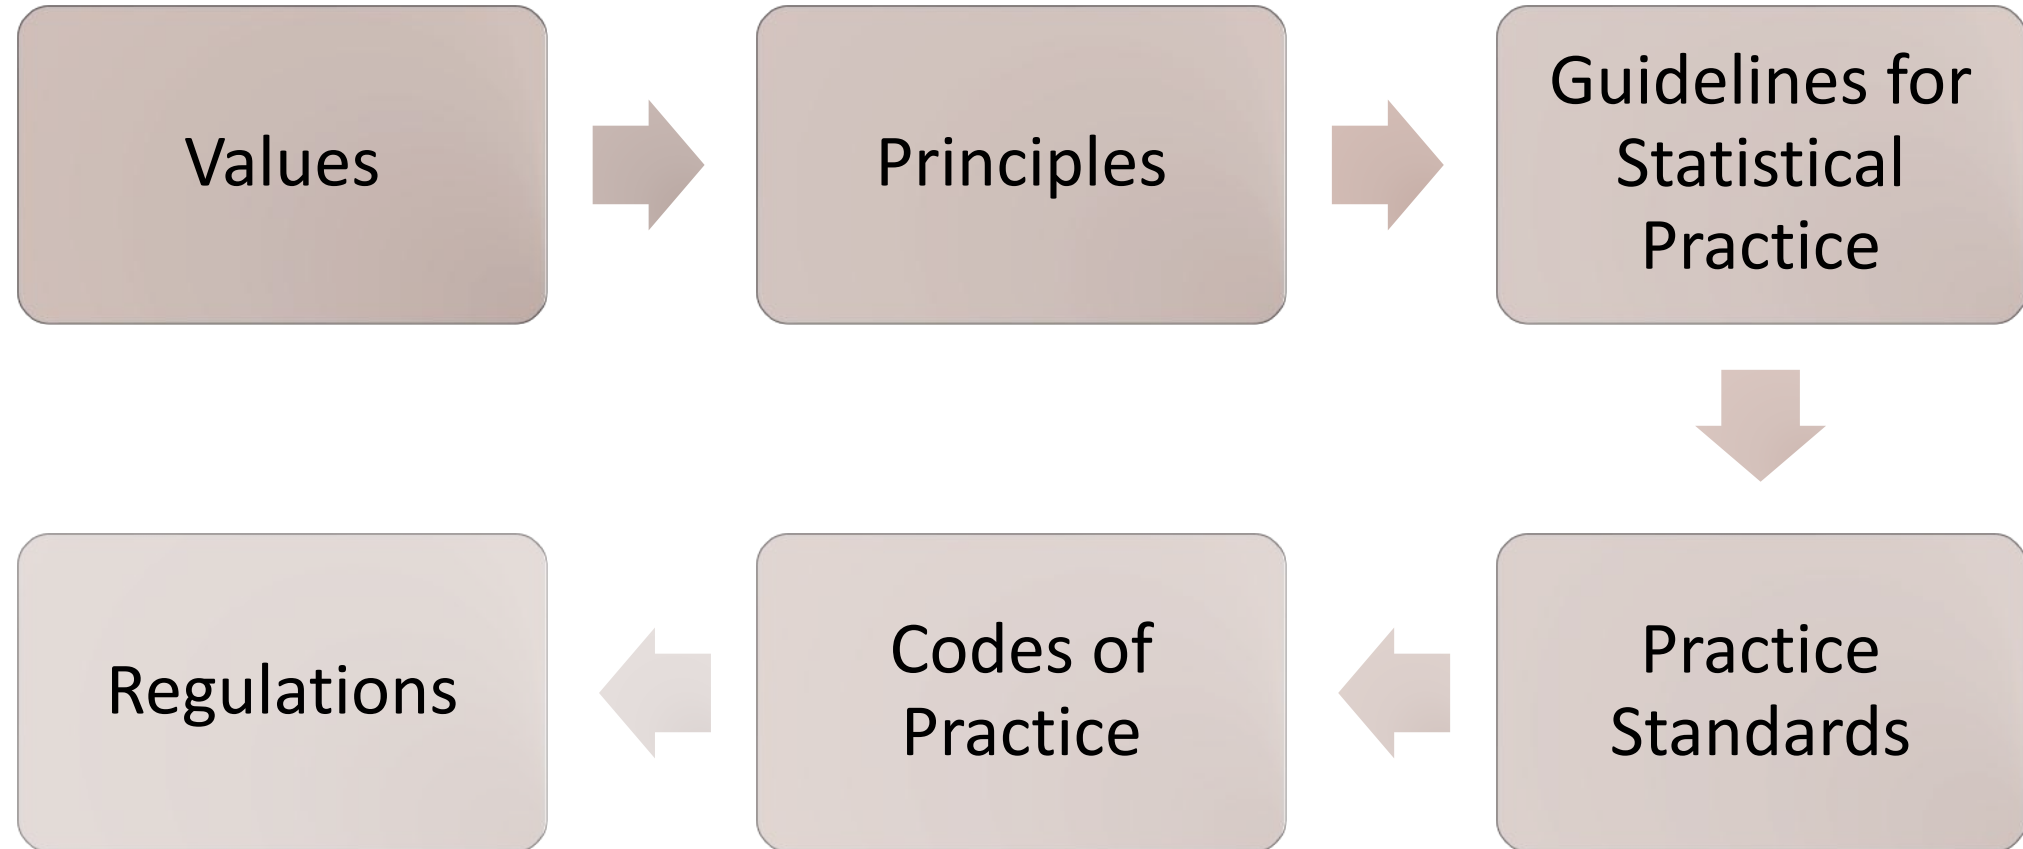 Values
Principles
Guidelines for
Statistical
Practice
Practice
Standards
Codes of
Practice
Regulations